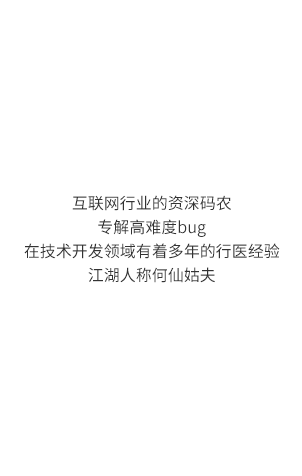 互联网行业的资深码农
专解高难度bug
在技术开发领域有着多年的行医经验
江湖人称何仙姑夫